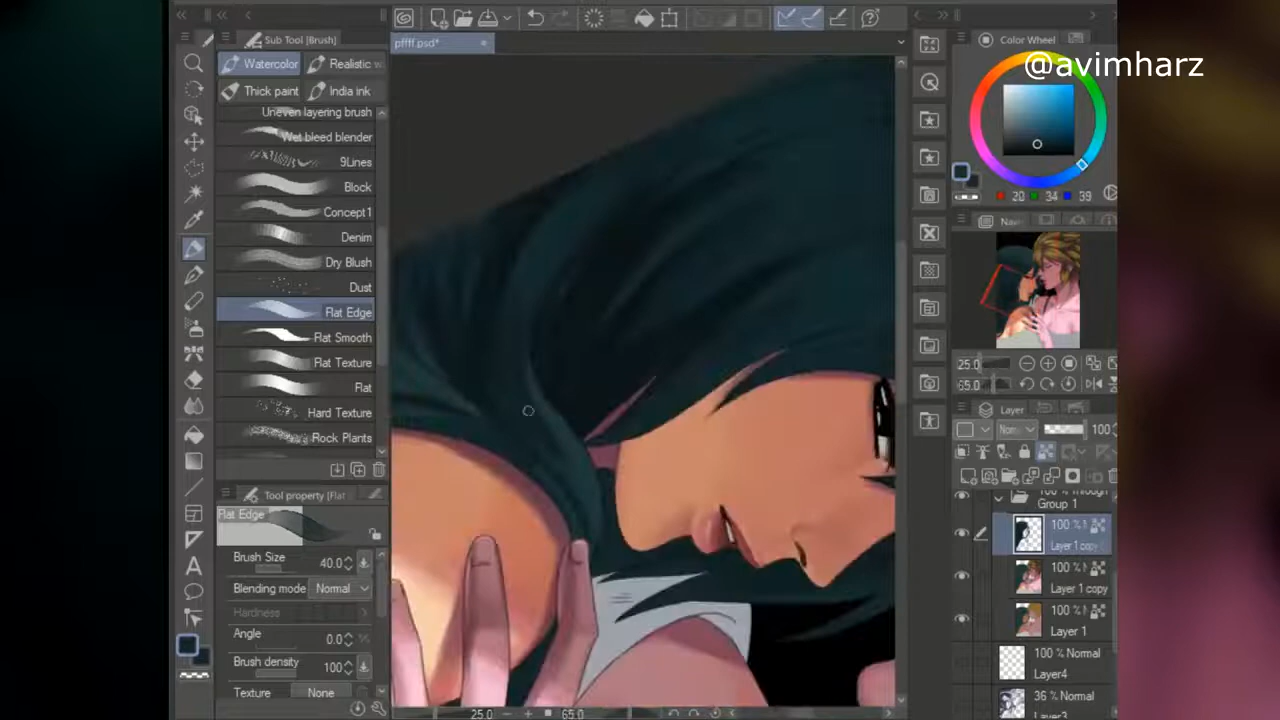 @avimharz
Sub Tool [Brush]
Color Wheel
pffff.psd*
Watercolor
Realistic w
Thick paint
India ink
Uneven layering brush
Wet bleed blender
9Lines
Block
Concept1
Denim
Dry Blush
Dust
Flat Edge
Flat Smooth
Flat Texture
Flat
Hard Texture
Rock Plants
20 34 39
Navi
25.0
65.0
Layer
100
Tool property [Flat
Flat Edge
Brush Size 40.0
Blending mode Normal
Hardness
Angle 0.0
Brush density 100
Texture None
Group 1
100 %
Layer 1 copy
100 %
Layer 1 copy
100 %
Layer 1
100 % Normal
Layer4
36 % Normal
25.0 65.0